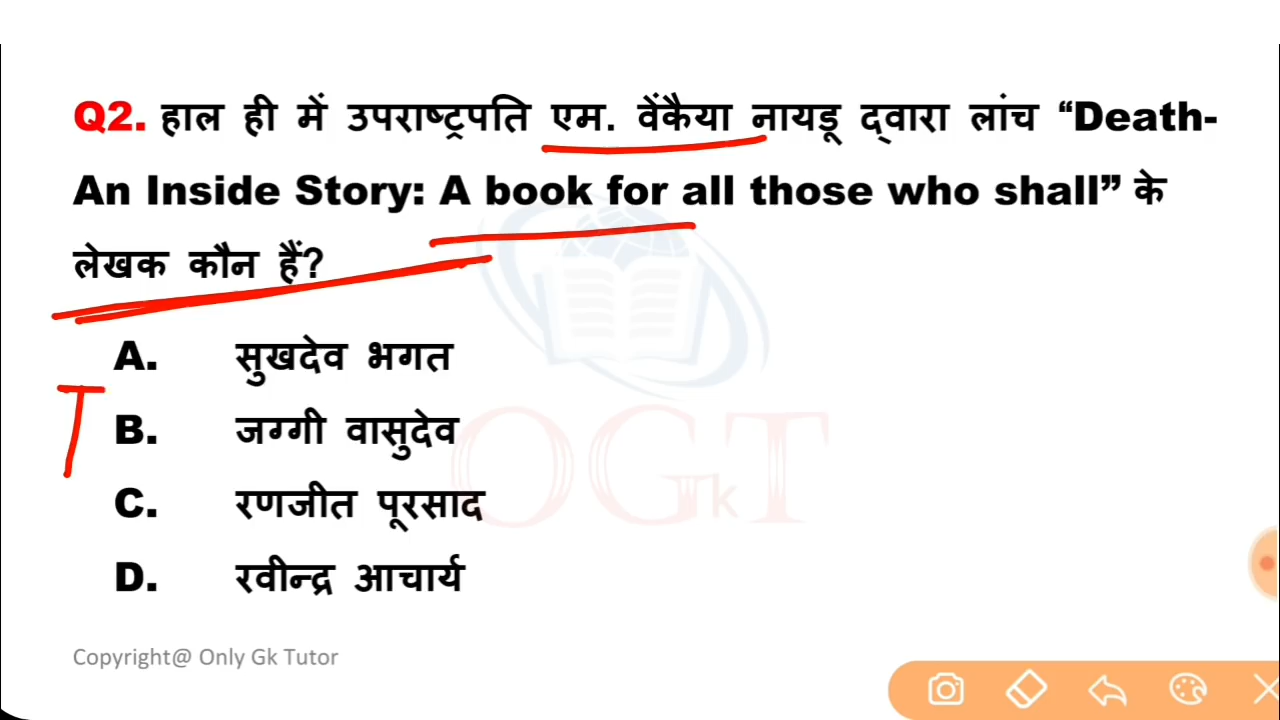 Q2. हाल ही में उपराष्ट्रपति एम. वेंकैया नायडू द्वारा लांच “Death-
An Inside Story: A book for all those who shall” के
लेखक कौन हैं?
A. सुखदेव भगत
B. जग्गी वासुदेव
C. रणजीत पूरसाद
D. रवीन्द्र आचार्य
OGkT
Copyright@ Only Gk Tutor